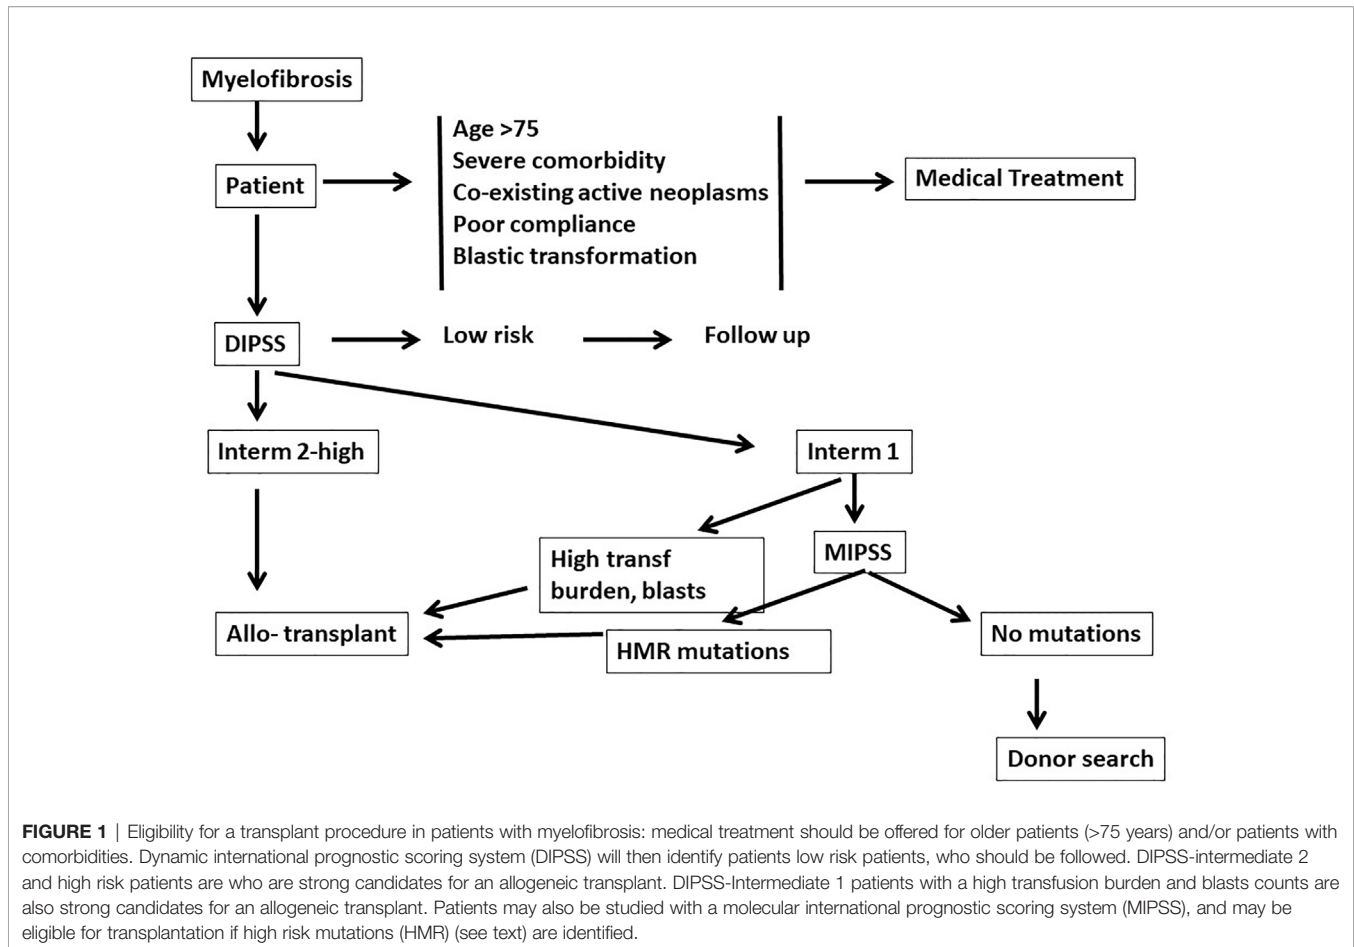 Myelofibrosis
Patient
Age >75
Severe comorbidity
Co-existing active neoplasms
Poor compliance
Blastic transformation
Medical Treatment
DIPSS
Low risk
Follow up
Interm 2-high
Interm 1
High transf
burden, blasts
MIPSS
Allo- transplant
HMR mutations
No mutations
Donor search
FIGURE 1 | Eligibility for a transplant procedure in patients with myelofibrosis: medical treatment should be offered for older patients (>75 years) and/or patients with
comorbidities. Dynamic international prognostic scoring system (DIPSS) will then identify patients low risk patients, who should be followed. DIPSS-intermediate 2
and high risk patients are who are strong candidates for an allogeneic transplant. DIPSS-Intermediate 1 patients with a high transfusion burden and blasts counts are
also strong candidates for an allogeneic transplant. Patients may also be studied with a molecular international prognostic scoring system (MIPSS), and may be
eligible for transplantation if high risk mutations (HMR) (see text) are identified.